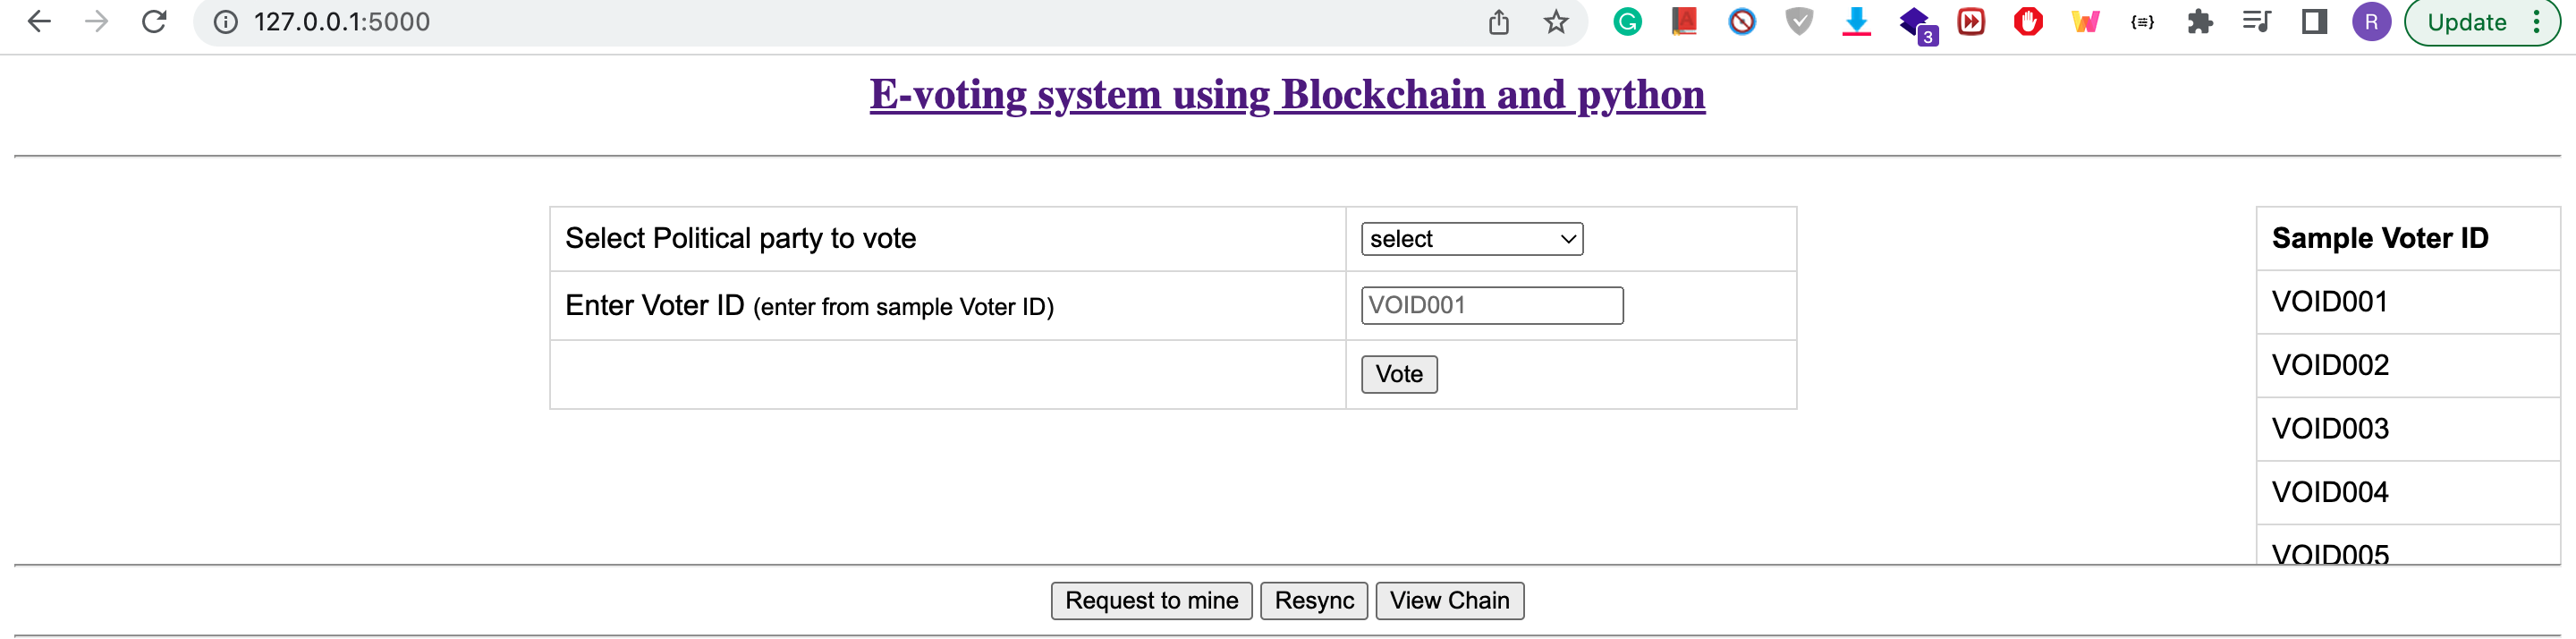 127.0.0.1:5000
3
R
Update
E-voting system using Blockchain and python
Select Political party to vote
select
Enter Voter ID (enter from sample Voter ID)
VOID001
Vote
Sample Voter ID
VOID001
VOID002
VOID003
VOID004
VOID005
Request to mine
Resync
View Chain